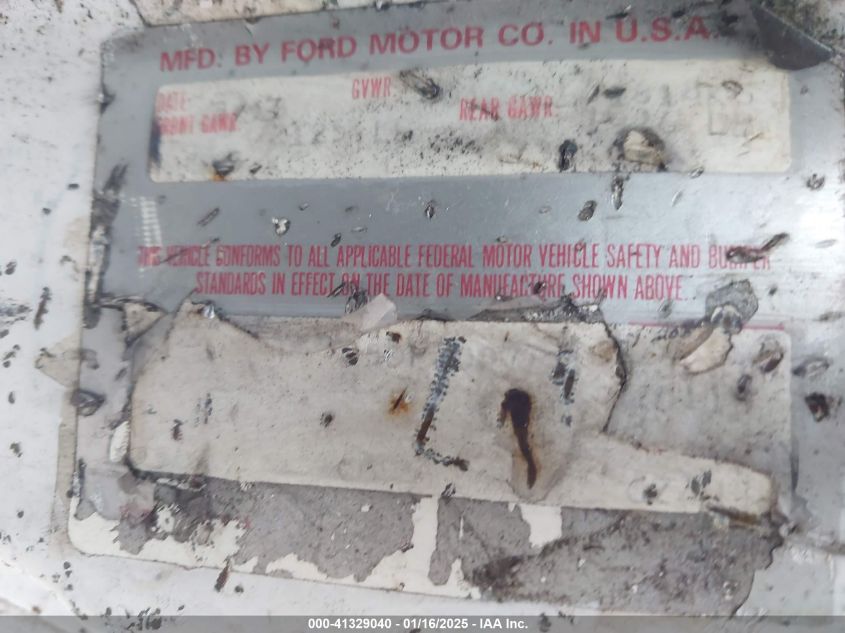 MFD. BY FORD MOTOR CO. IN U.S.A.
DATE: GVWR:
FRONT GAWR: REAR GAWR:
THIS VEHICLE CONFORMS TO ALL APPLICABLE FEDERAL MOTOR VEHICLE SAFETY AND BUMPER
STANDARDS IN EFFECT ON THE DATE OF MANUFACTURE SHOWN ABOVE.
000-41329040 - 01/16/2025 - IAA Inc.